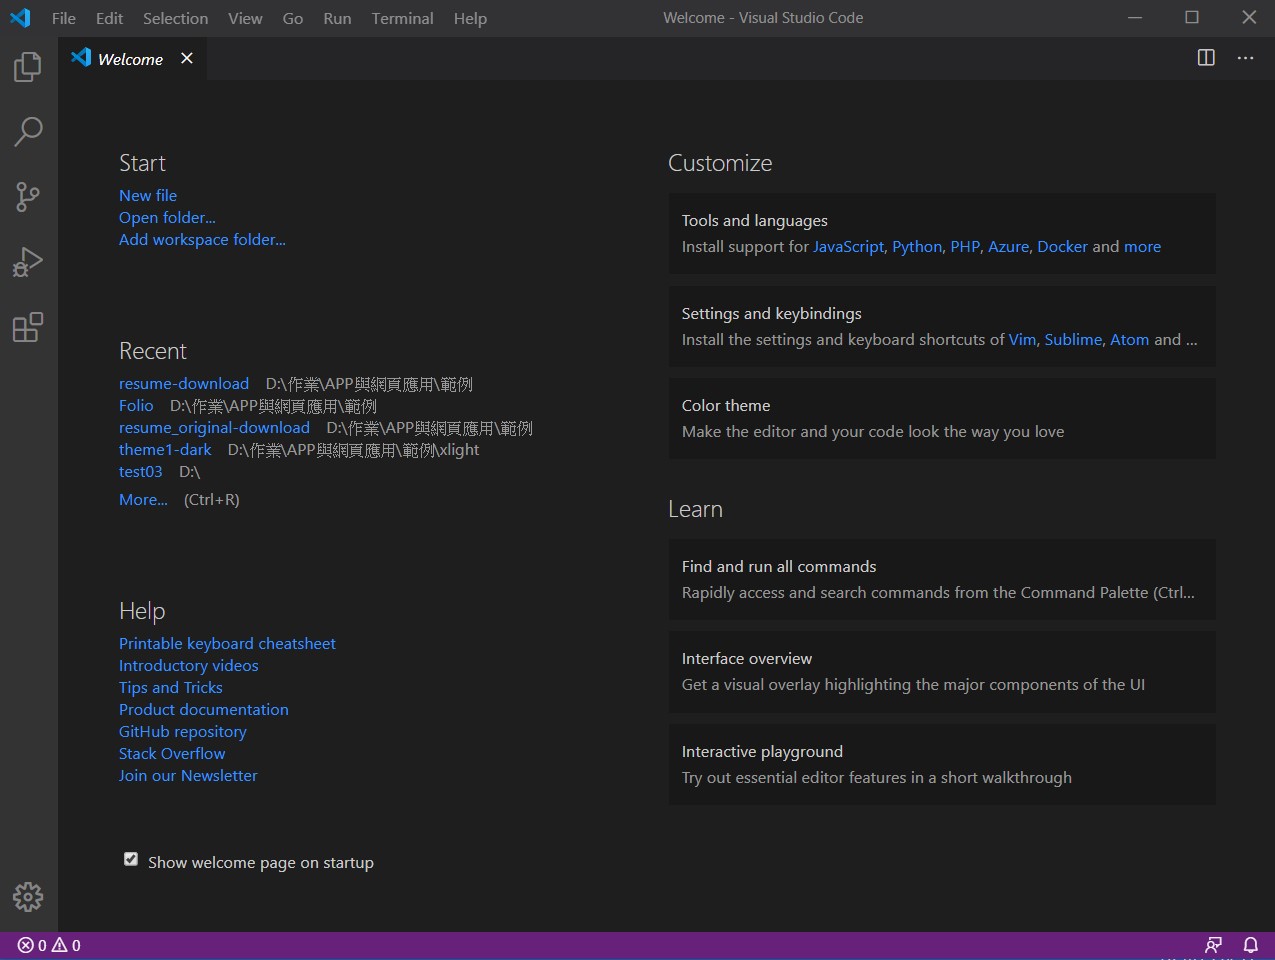 File Edit Selection View Go Run Terminal Help Welcome - Visual Studio Code
Welcome
Start
New file
Open folder...
Add workspace folder...
Recent
resume-download D:\作業\APP與網頁應用\範例
Folio D:\作業\APP與網頁應用\範例
resume_original-download D:\作業\APP與網頁應用\範例
theme1-dark D:\作業\APP與網頁應用\範例\xlight
test03 D:\
More... (Ctrl+R)
Help
Printable keyboard cheatsheet
Introductory videos
Tips and Tricks
Product documentation
GitHub repository
Stack Overflow
Join our Newsletter
Show welcome page on startup
Customize
Tools and languages
Install support for JavaScript, Python, PHP, Azure, Docker and more
Settings and keybindings
Install the settings and keyboard shortcuts of Vim, Sublime, Atom and ...
Color theme
Make the editor and your code look the way you love
Learn
Find and run all commands
Rapidly access and search commands from the Command Palette (Ctrl...
Interface overview
Get a visual overlay highlighting the major components of the UI
Interactive playground
Try out essential editor features in a short walkthrough
0 0